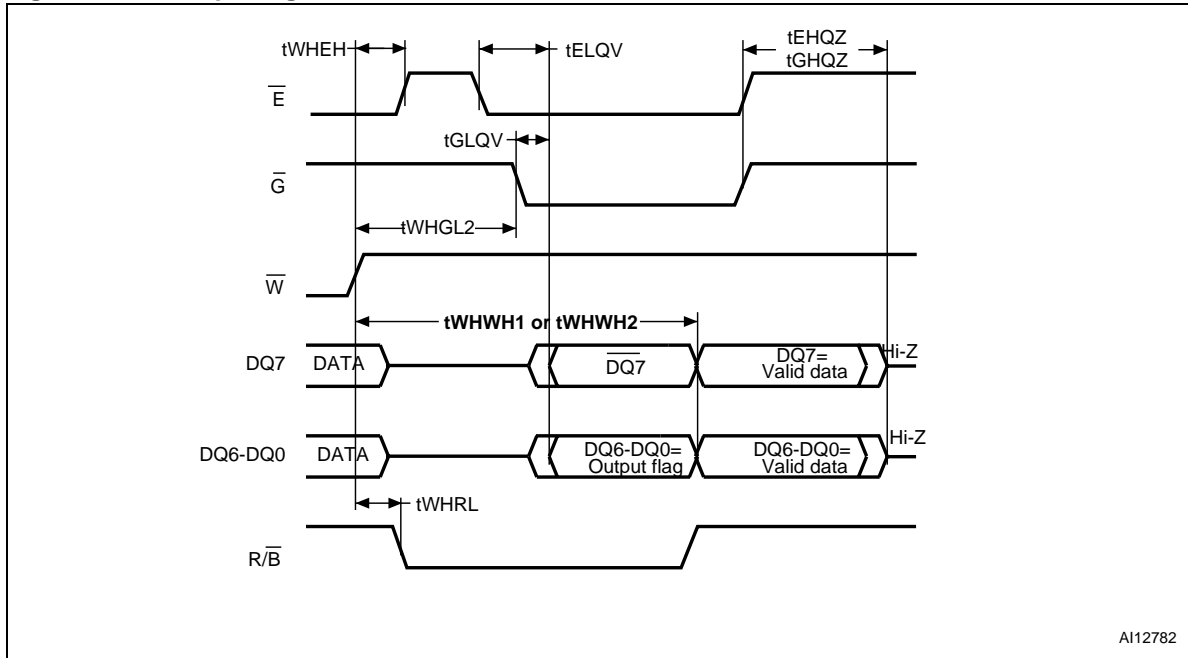 tWHEH
tELQV
tEHQZ
tGHQZ
E̅
tGLQV
G̅
tWHGL2
W̅
tWHWH1 or tWHWH2
DQ7
DATA
D̅Q̅7̅
DQ7=
Valid data
Hi-Z
DQ6-DQ0
DATA
DQ6-DQ0=
Output flag
DQ6-DQ0=
Valid data
Hi-Z
tWHRL
R/B̅
AI12782